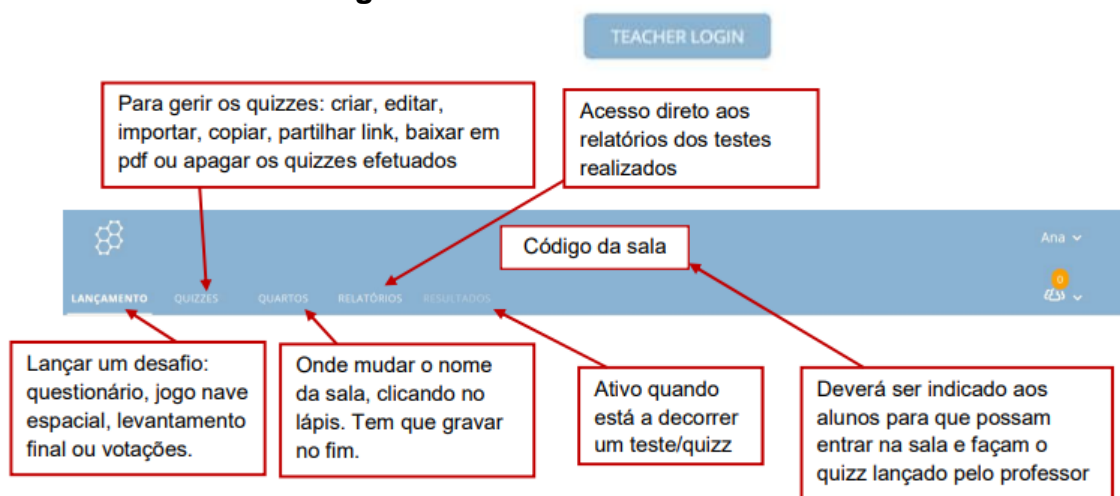 TEACHER LOGIN
Para gerir os quizzes: criar, editar,
importar, copiar, partilhar link, baixar em
pdf ou apagar os quizzes efetuados
Acesso direto aos
relatórios dos testes
realizados
Código da sala
Ana
0
LANÇAMENTO QUIZZES QUARTOS RELATÓRIOS RESULTADOS
Lançar um desafio:
questionário, jogo nave
espacial, levantamento
final ou votações.
Onde mudar o nome
da sala, clicando no
lápis. Tem que gravar
no fim.
Ativo quando
está a decorrer
um teste/quizz
Deverá ser indicado aos
alunos para que possam
entrar na sala e façam o
quizz lançado pelo professor